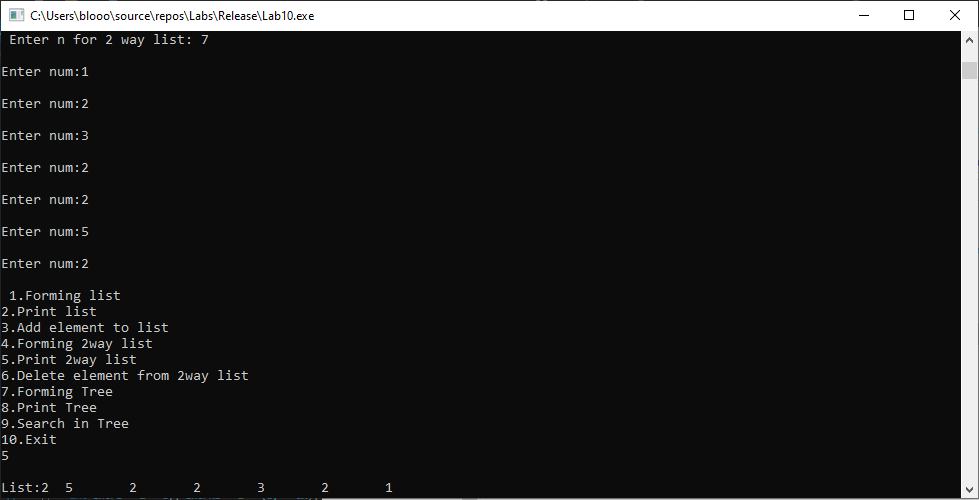 C:\Users\blooo\source\repos\Labs\Release\Lab10.exe
Enter n for 2 way list: 7
Enter num:1
Enter num:2
Enter num:3
Enter num:2
Enter num:2
Enter num:5
Enter num:2
1.Forming list
2.Print list
3.Add element to list
4.Forming 2way list
5.Print 2way list
6.Delete element from 2way list
7.Forming Tree
8.Print Tree
9.Search in Tree
10.Exit
5
List:2  5       2       2       3       2       1